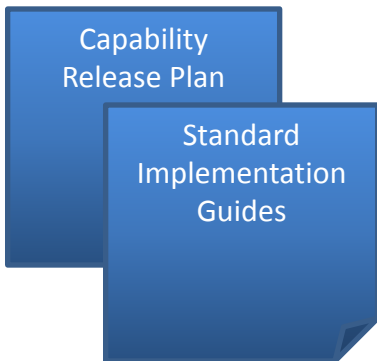 Capability
Release Plan
Standard
Implementation
Guides